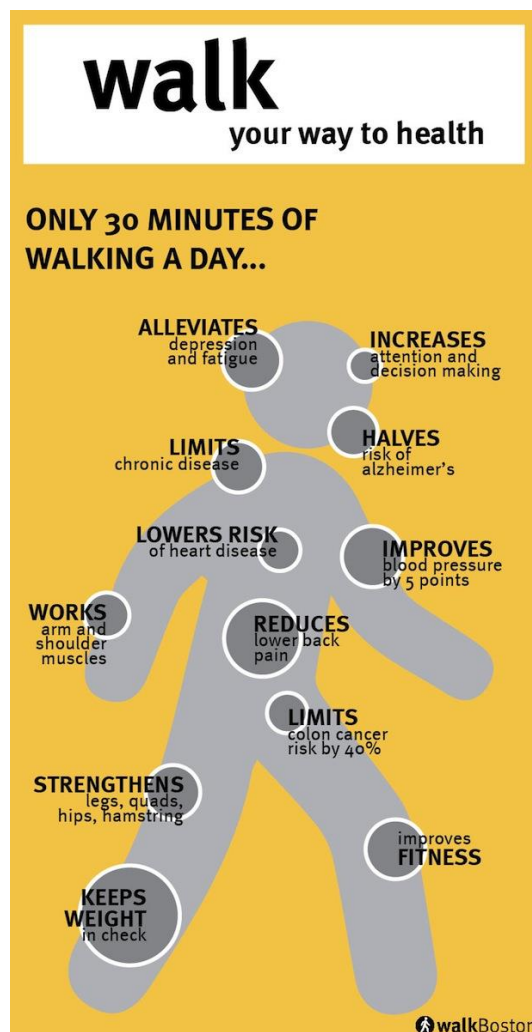 walk
your way to health
ONLY 30 MINUTES OF
WALKING A DAY...
ALLEVIATES
depression
and fatigue
INCREASES
attention and
decision making
HALVES
risk of
alzheimer's
LIMITS
chronic disease
LOWERS RISK
of heart disease
IMPROVES
blood pressure
by 5 points
WORKS
arm and
shoulder
muscles
REDUCES
lower back
pain
LIMITS
colon cancer
risk by 40%
STRENGTHENS
legs, quads,
hips, hamstring
improves
FITNESS
KEEPS
WEIGHT
in check
walkBoston